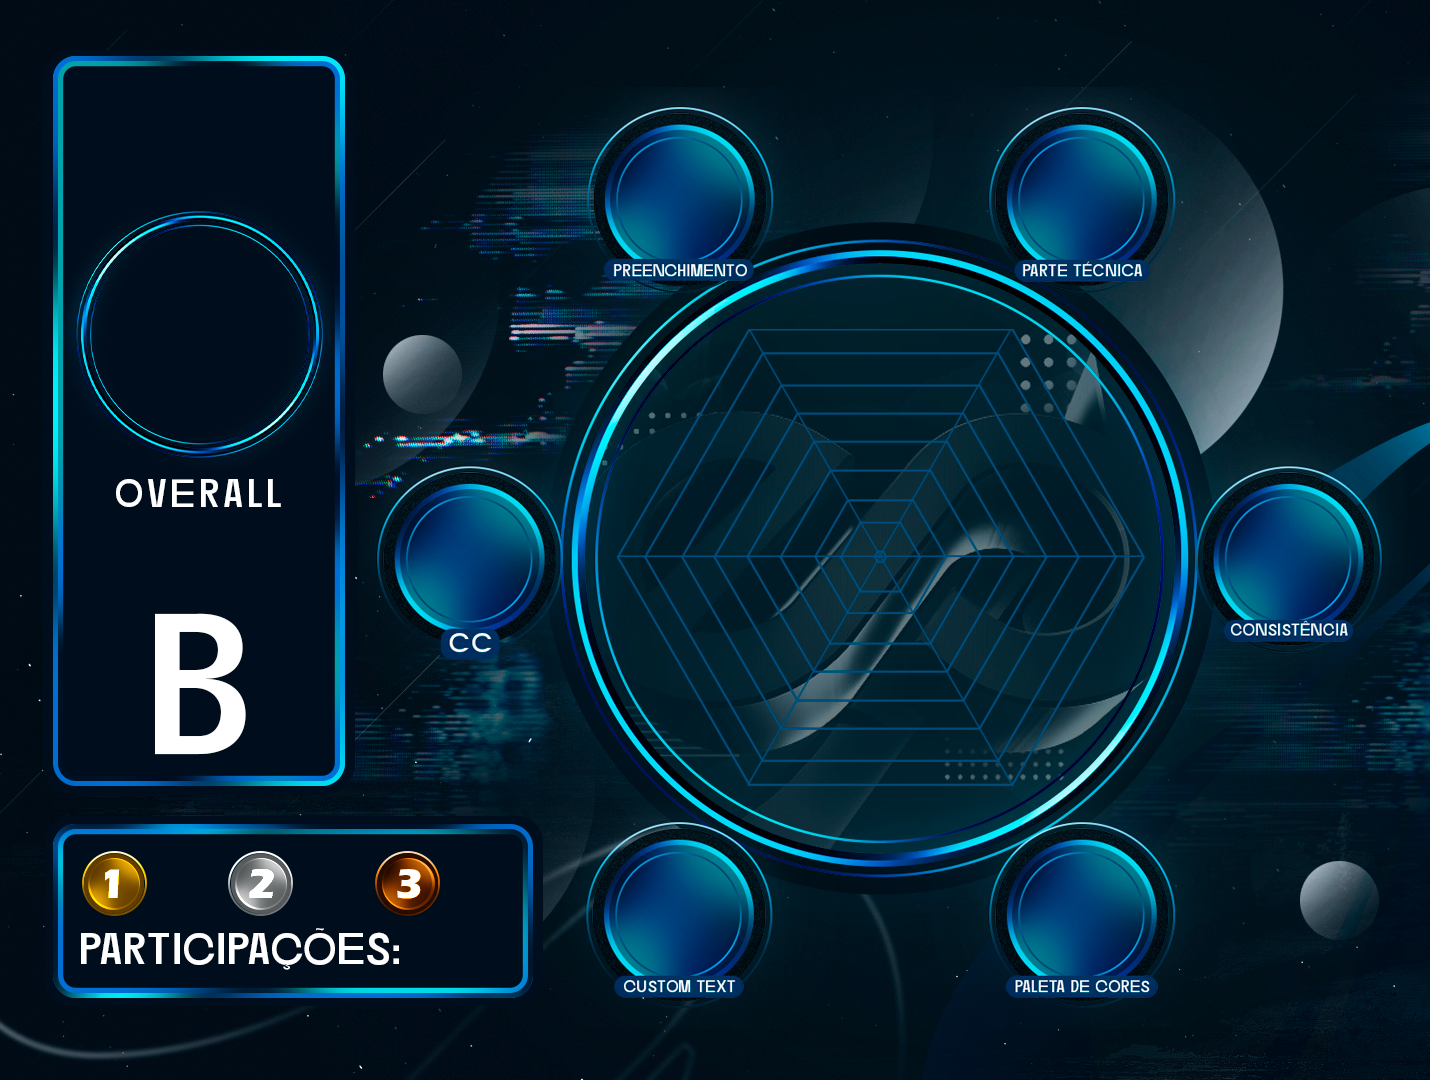 PREENCHIMENTO
PARTE TÉCNICA
OVERALL
B
CC
CONSISTÊNCIA
1 2 3
PARTICIPAÇÕES:
CUSTOM TEXT
PALETA DE CORES